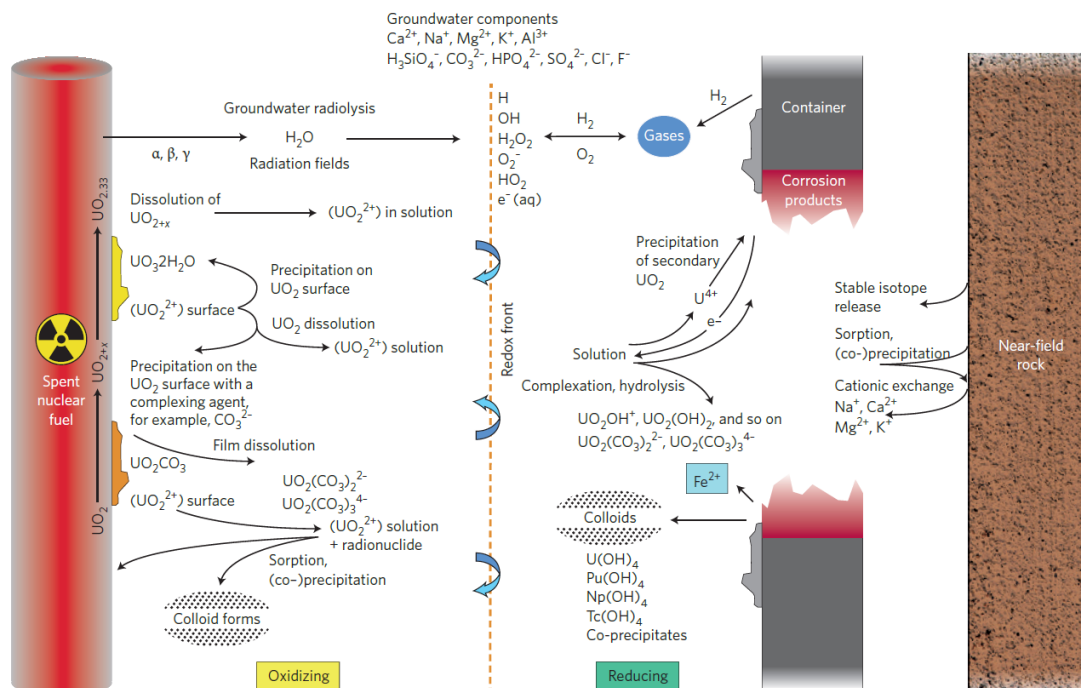 Groundwater components
Ca²⁺, Na⁺, Mg²⁺, K⁺, Al³⁺
H₃SiO₄⁻, CO₃²⁻, HPO₄²⁻, SO₄²⁻, Cl⁻, F⁻
Groundwater radiolysis
H₂O
Radiation fields
α, β, γ
H
OH
H₂O₂
O₂⁻
HO₂
e⁻ (aq)
H₂
O₂
Gases
H₂
Container
Corrosion
products
UO₂.₃₃
Dissolution of
UO₂₊ₓ
(UO₂²⁺) in solution
UO₃2H₂O
Precipitation on
UO₂ surface
(UO₂²⁺) surface
UO₂ dissolution
(UO₂²⁺) solution
UO₂₊ₓ
Spent
nuclear
fuel
Precipitation on the
UO₂ surface with a
complexing agent,
for example, CO₃²⁻
Film dissolution
UO₂CO₃
UO₂(CO₃)₂²⁻
UO₂(CO₃)₃⁴⁻
(UO₂²⁺) surface
UO₂
(UO₂²⁺) solution
+ radionuclide
Sorption,
(co-)precipitation
Colloid forms
Oxidizing
Redox front
Precipitation
of secondary
UO₂
U⁴⁺
e–
Solution
Complexation, hydrolysis
UO₂OH⁺, UO₂(OH)₂, and so on
UO₂(CO₃)₂²⁻, UO₂(CO₃)₃⁴⁻
Fe²⁺
Colloids
U(OH)₄
Pu(OH)₄
Np(OH)₄
Tc(OH)₄
Co-precipitates
Reducing
Stable isotope
release
Sorption,
(co-)precipitation
Cationic exchange
Na⁺, Ca²⁺
Mg²⁺, K⁺
Near-field
rock